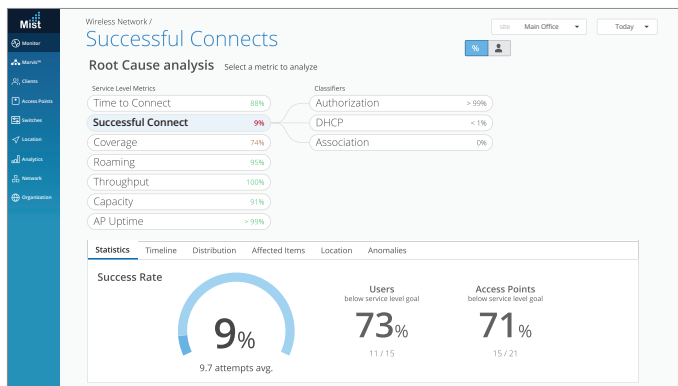 Mist
Monitor
Marvis™
Clients
Access Points
Switches
Location
Analytics
Network
Organization
Wireless Network /
Successful Connects
site Main Office
Today
%
Root Cause analysis Select a metric to analyze
Service Level Metrics
Time to Connect 88%
Successful Connect 9%
Coverage 74%
Roaming 95%
Throughput 100%
Capacity 91%
AP Uptime > 99%
Classifiers
Authorization > 99%
DHCP < 1%
Association 0%
Statistics Timeline Distribution Affected Items Location Anomalies
Success Rate
9%
9.7 attempts avg.
Users
below service level goal
73%
11 / 15
Access Points
below service level goal
71%
15 / 21